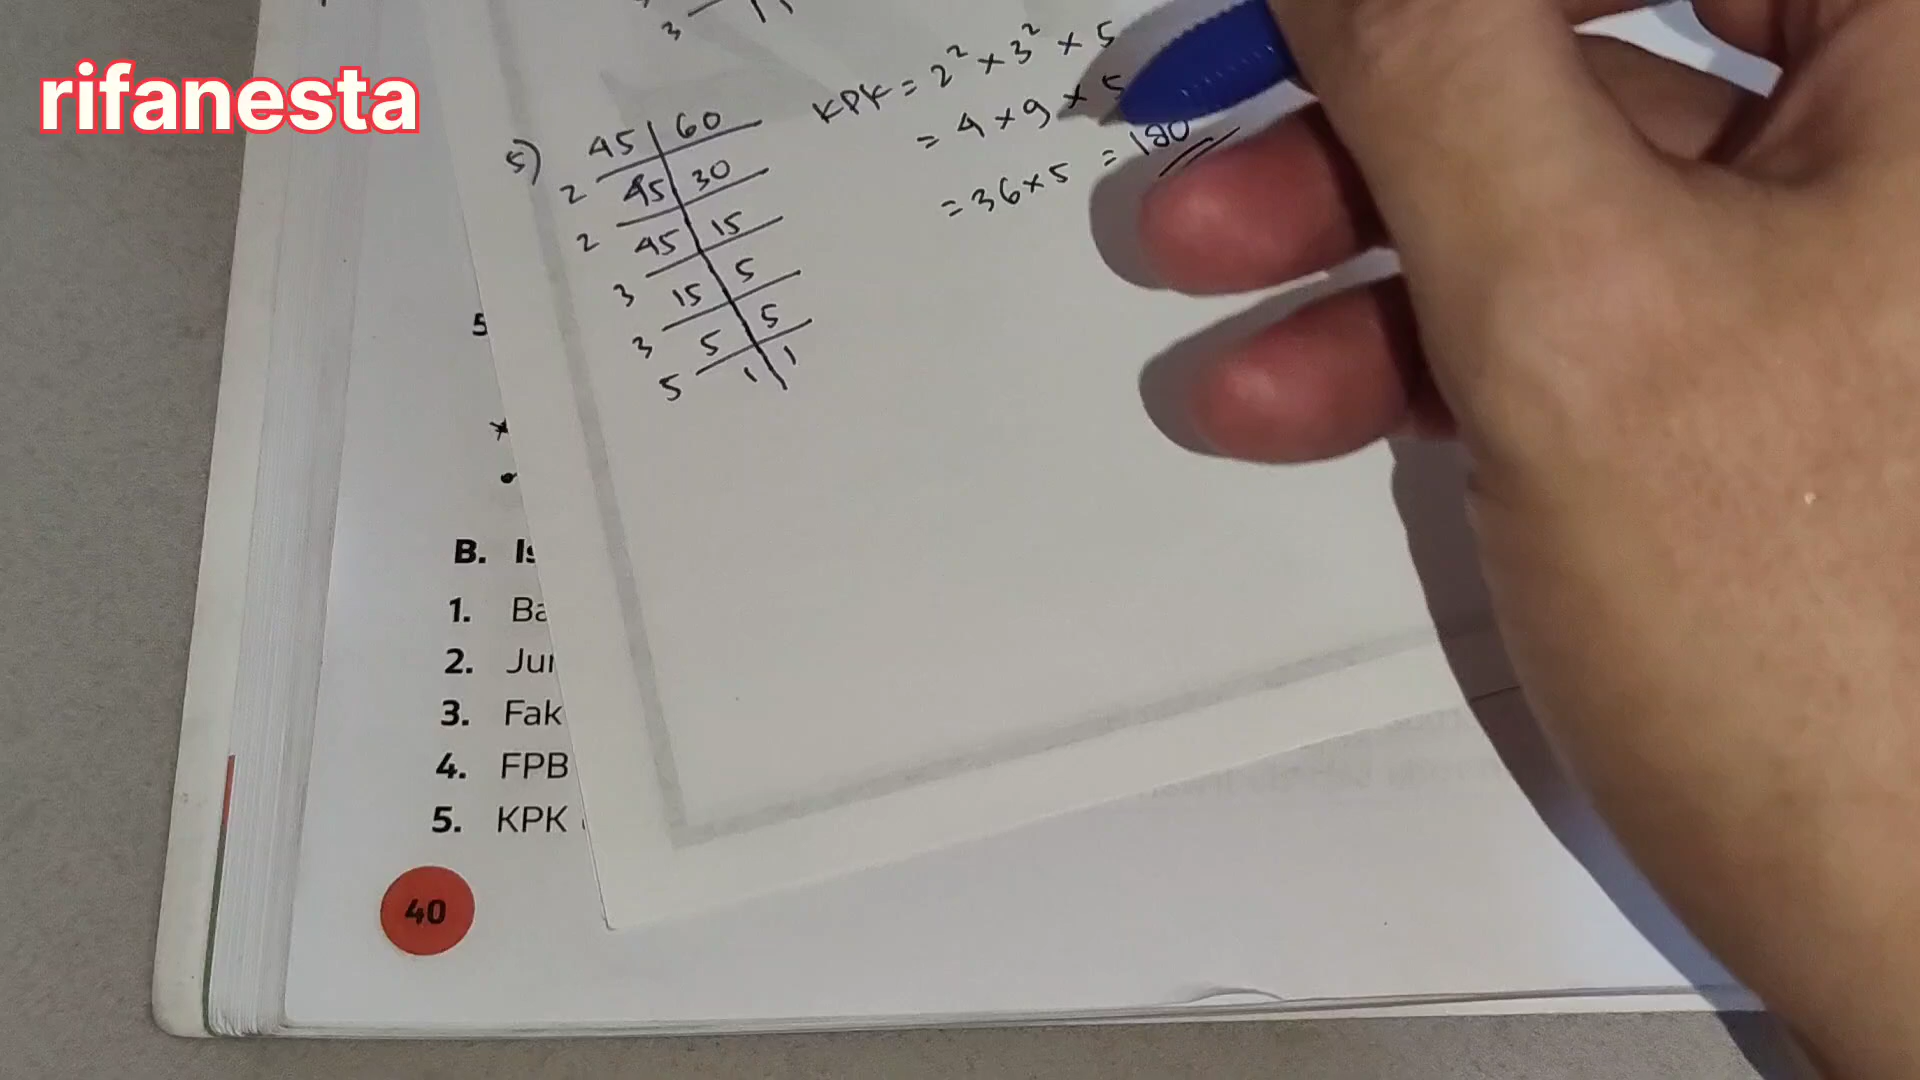 rifanesta
3
KPK = 2² × 3² × 5
= 4 × 9 × 5
= 36 × 5 = 180
5) 45 60
2 45 30
2 45 15
3 15 5
3 5 5
5 1 1
5
*
B.
1.
2.
3. Fak
4. FPB
5. KPK
40